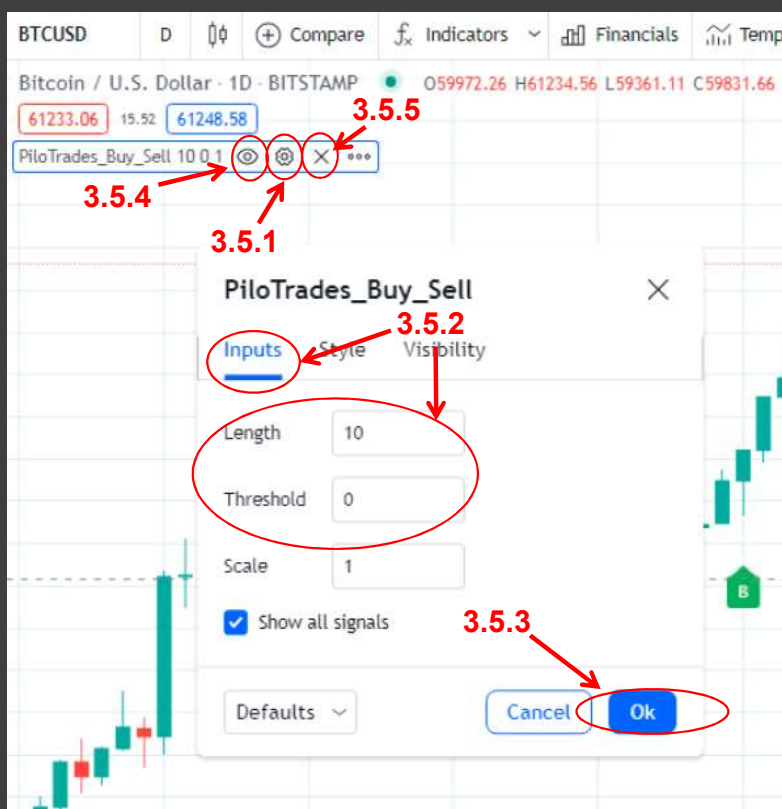 BTCUSD D Compare fx Indicators Financials Temp
Bitcoin / U.S. Dollar · 1D · BITSTAMP O59972.26 H61234.56 L59361.11 C59831.66
61233.06 15.52 61248.58
3.5.5
PiloTrades_Buy_Sell 10 0 1
3.5.4
3.5.1
PiloTrades_Buy_Sell
3.5.2
Inputs Style Visibility
Length 10
Threshold 0
Scale 1
B
Show all signals
3.5.3
Defaults Cancel Ok